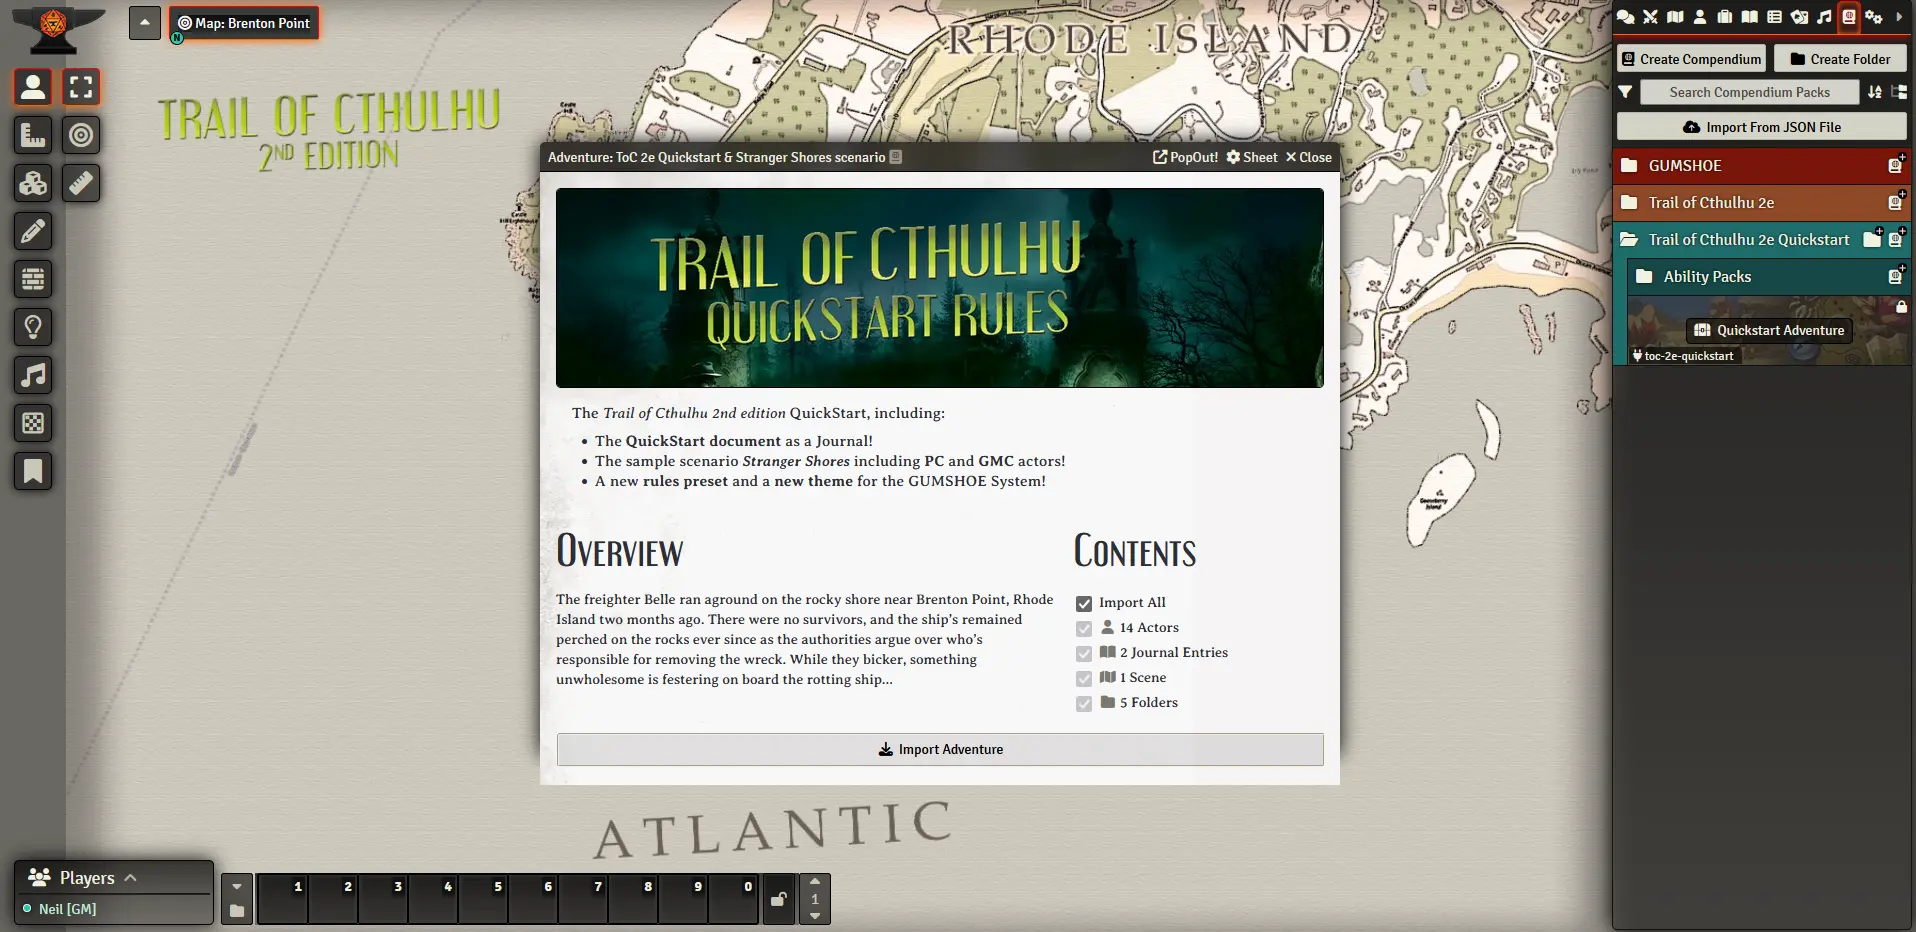 Map: Brenton Point
N
RHODE ISLAND
TRAIL OF CTHULHU
2ND EDITION
Create Compendium
Create Folder
Search Compendium Packs
Import From JSON File
GUMSHOE
Trail of Cthulhu 2e
Trail of Cthulhu 2e Quickstart
Ability Packs
Quickstart Adventure
toc-2e-quickstart
Adventure: ToC 2e Quickstart & Stranger Shores scenario
PopOut! Sheet Close
TRAIL OF CTHULHU
QUICKSTART RULES
The Trail of Cthulhu 2nd edition QuickStart, including:
• The QuickStart document as a Journal!
• The sample scenario Stranger Shores including PC and GMC actors!
• A new rules preset and a new theme for the GUMSHOE System!
Overview
The freighter Belle ran aground on the rocky shore near Brenton Point, Rhode
Island two months ago. There were no survivors, and the ship's remained
perched on the rocks ever since as the authorities argue over who's
responsible for removing the wreck. While they bicker, something
unwholesome is festering on board the rotting ship...
Contents
Import All
14 Actors
2 Journal Entries
1 Scene
5 Folders
Import Adventure
ATLANTIC
Players
Neil [GM]
1 2 3 4 5 6 7 8 9 0
1